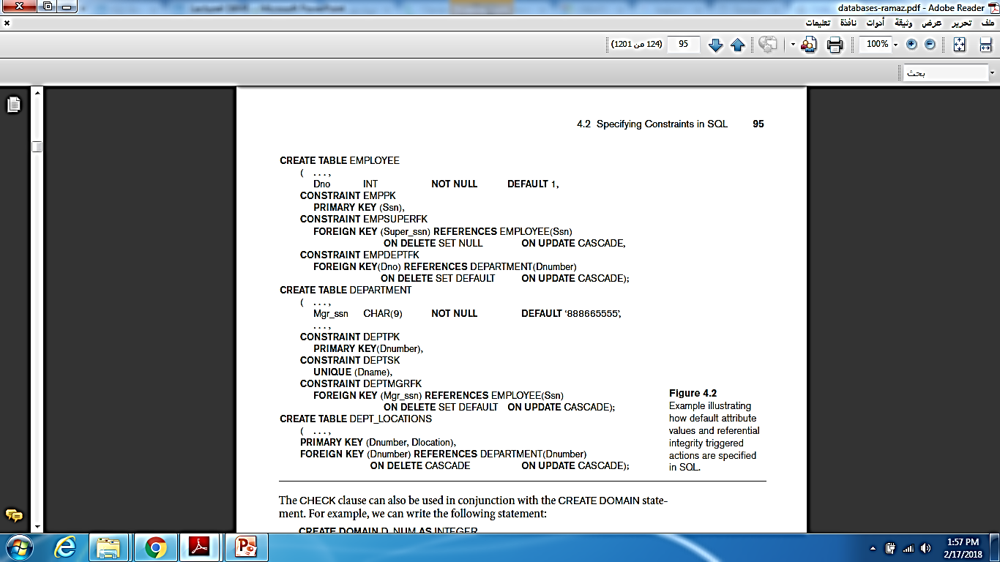 databases-ramaz.pdf - Adobe Reader
ملف تحرير عرض وثيقة أدوات نافذة تعليمات
(124 من 1201) 95 100%
بحث
4.2 Specifying Constraints in SQL 95
CREATE TABLE EMPLOYEE
( . . . ,
Dno INT NOT NULL DEFAULT 1,
CONSTRAINT EMPPK
PRIMARY KEY (Ssn),
CONSTRAINT EMPSUPERFK
FOREIGN KEY (Super_ssn) REFERENCES EMPLOYEE(Ssn)
ON DELETE SET NULL ON UPDATE CASCADE,
CONSTRAINT EMPDEPTFK
FOREIGN KEY(Dno) REFERENCES DEPARTMENT(Dnumber)
ON DELETE SET DEFAULT ON UPDATE CASCADE);
CREATE TABLE DEPARTMENT
( . . . ,
Mgr_ssn CHAR(9) NOT NULL DEFAULT ‘888665555’,
. . . ,
CONSTRAINT DEPTPK
PRIMARY KEY(Dnumber),
CONSTRAINT DEPTSK
UNIQUE (Dname),
CONSTRAINT DEPTMGRFK
FOREIGN KEY (Mgr_ssn) REFERENCES EMPLOYEE(Ssn)
ON DELETE SET DEFAULT ON UPDATE CASCADE);
CREATE TABLE DEPT_LOCATIONS
( . . . ,
PRIMARY KEY (Dnumber, Dlocation),
FOREIGN KEY (Dnumber) REFERENCES DEPARTMENT(Dnumber)
ON DELETE CASCADE ON UPDATE CASCADE);
Figure 4.2
Example illustrating
how default attribute
values and referential
integrity triggered
actions are specified
in SQL.
The CHECK clause can also be used in conjunction with the CREATE DOMAIN state-
ment. For example, we can write the following statement:
CREATE DOMAIN D_NUM AS INTEGER
1:57 PM
2/17/2018